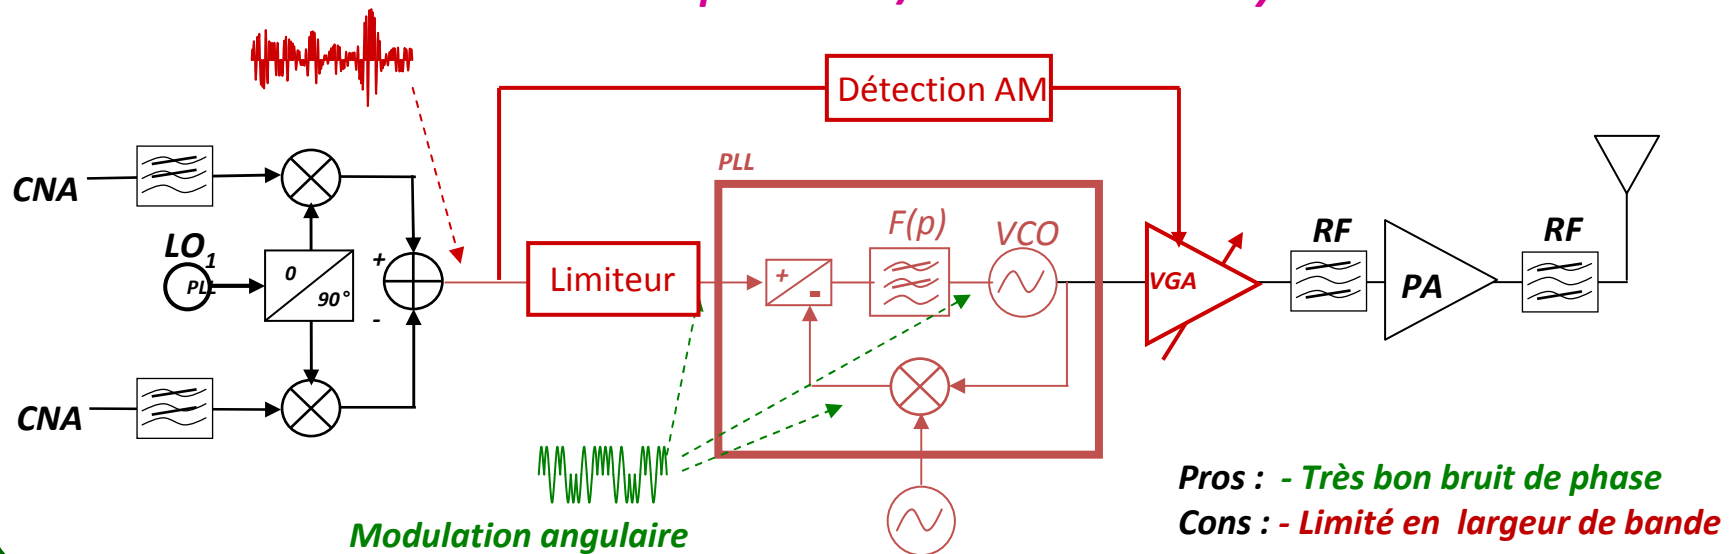 Détection AM
PLL
CNA
LO1
PLL
0
90°
+
-
Limiteur
+
-
F(p)
VCO
VGA
RF
PA
RF
CNA
Modulation angulaire
Pros : - Très bon bruit de phase
Cons : - Limité en largeur de bande